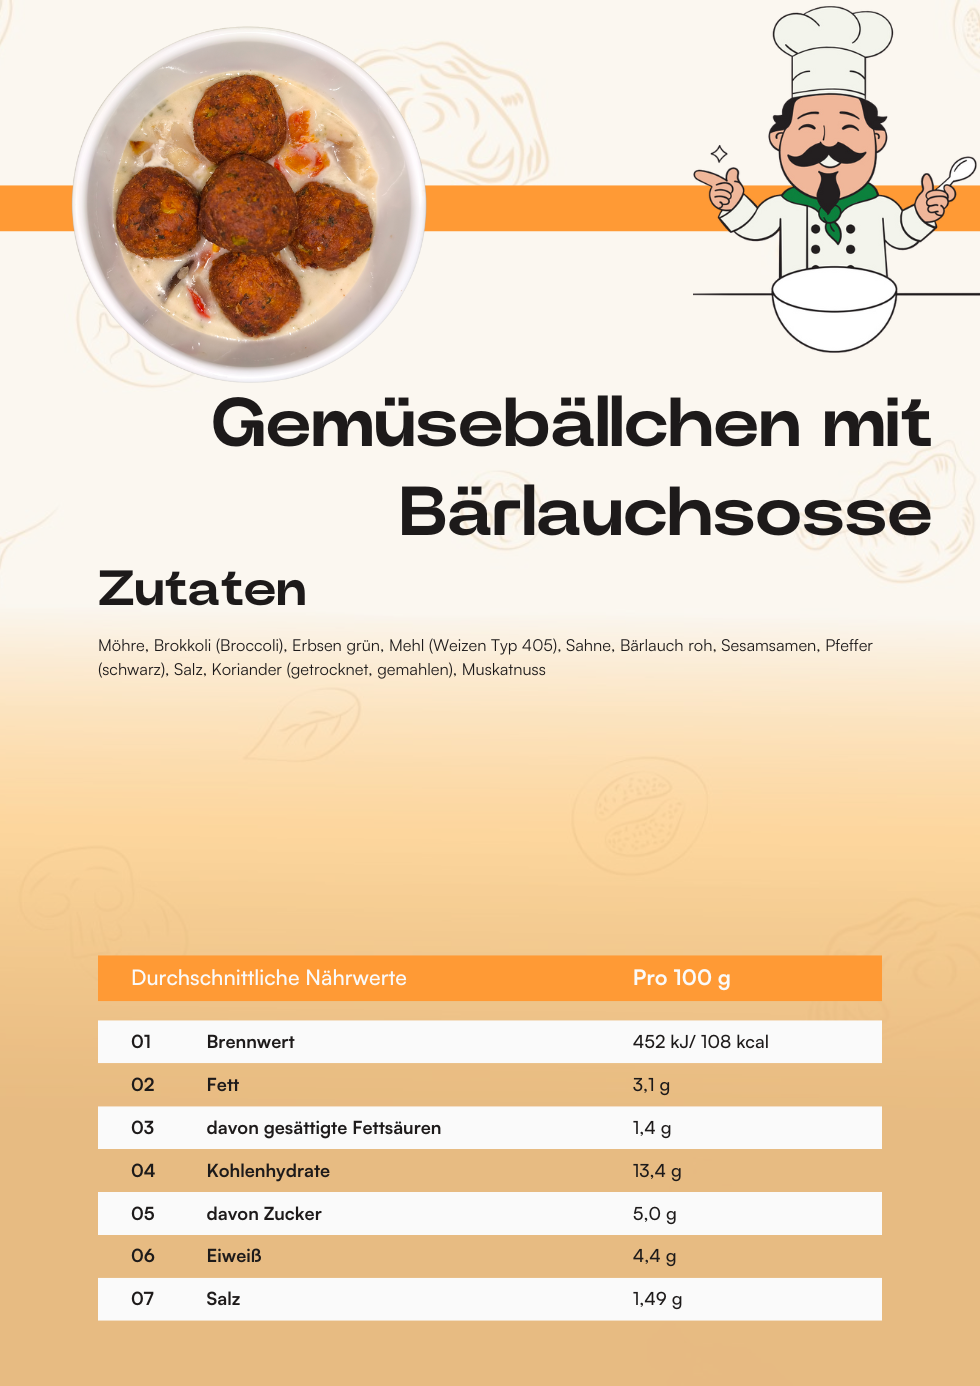 Gemüsebällchen mit
Bärlauchsosse
Zutaten
Möhre, Brokkoli (Broccoli), Erbsen grün, Mehl (Weizen Typ 405), Sahne, Bärlauch roh, Sesamsamen, Pfeffer
(schwarz), Salz, Koriander (getrocknet, gemahlen), Muskatnuss
Durchschnittliche Nährwerte Pro 100 g
01 Brennwert 452 kJ/ 108 kcal
02 Fett 3,1 g
03 davon gesättigte Fettsäuren 1,4 g
04 Kohlenhydrate 13,4 g
05 davon Zucker 5,0 g
06 Eiweiß 4,4 g
07 Salz 1,49 g